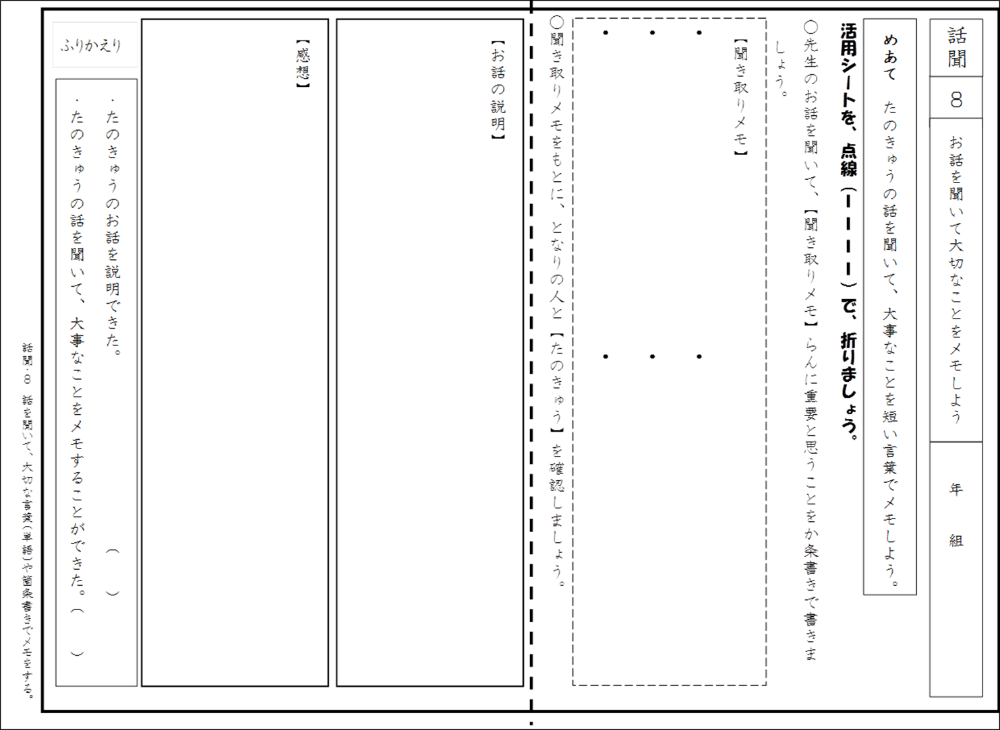 話聞
8
お話を聞いて大切なことをメモしよう
年　組
めあて　たのきゅうの話を聞いて、大事なことを短い言葉でメモしよう。
活用シートを、点線（ーーーー）で、折りましょう。
○先生のお話を聞いて、【聞き取りメモ】らんに重要と思うことをか条書きで書きま
しょう。
【聞き取りメモ】
・　・
・　・
・　・
○聞き取りメモをもとに、となりの人と【たのきゅう】を確認しましょう。
【お話の説明】
【感想】
ふりかえり
・たのきゅうのお話を説明できた。　（　）
・たのきゅうの話を聞いて、大事なことをメモすることができた。（　）
話聞・8　話を聞いて、大切な言葉（単語）や箇条書きでメモをする。